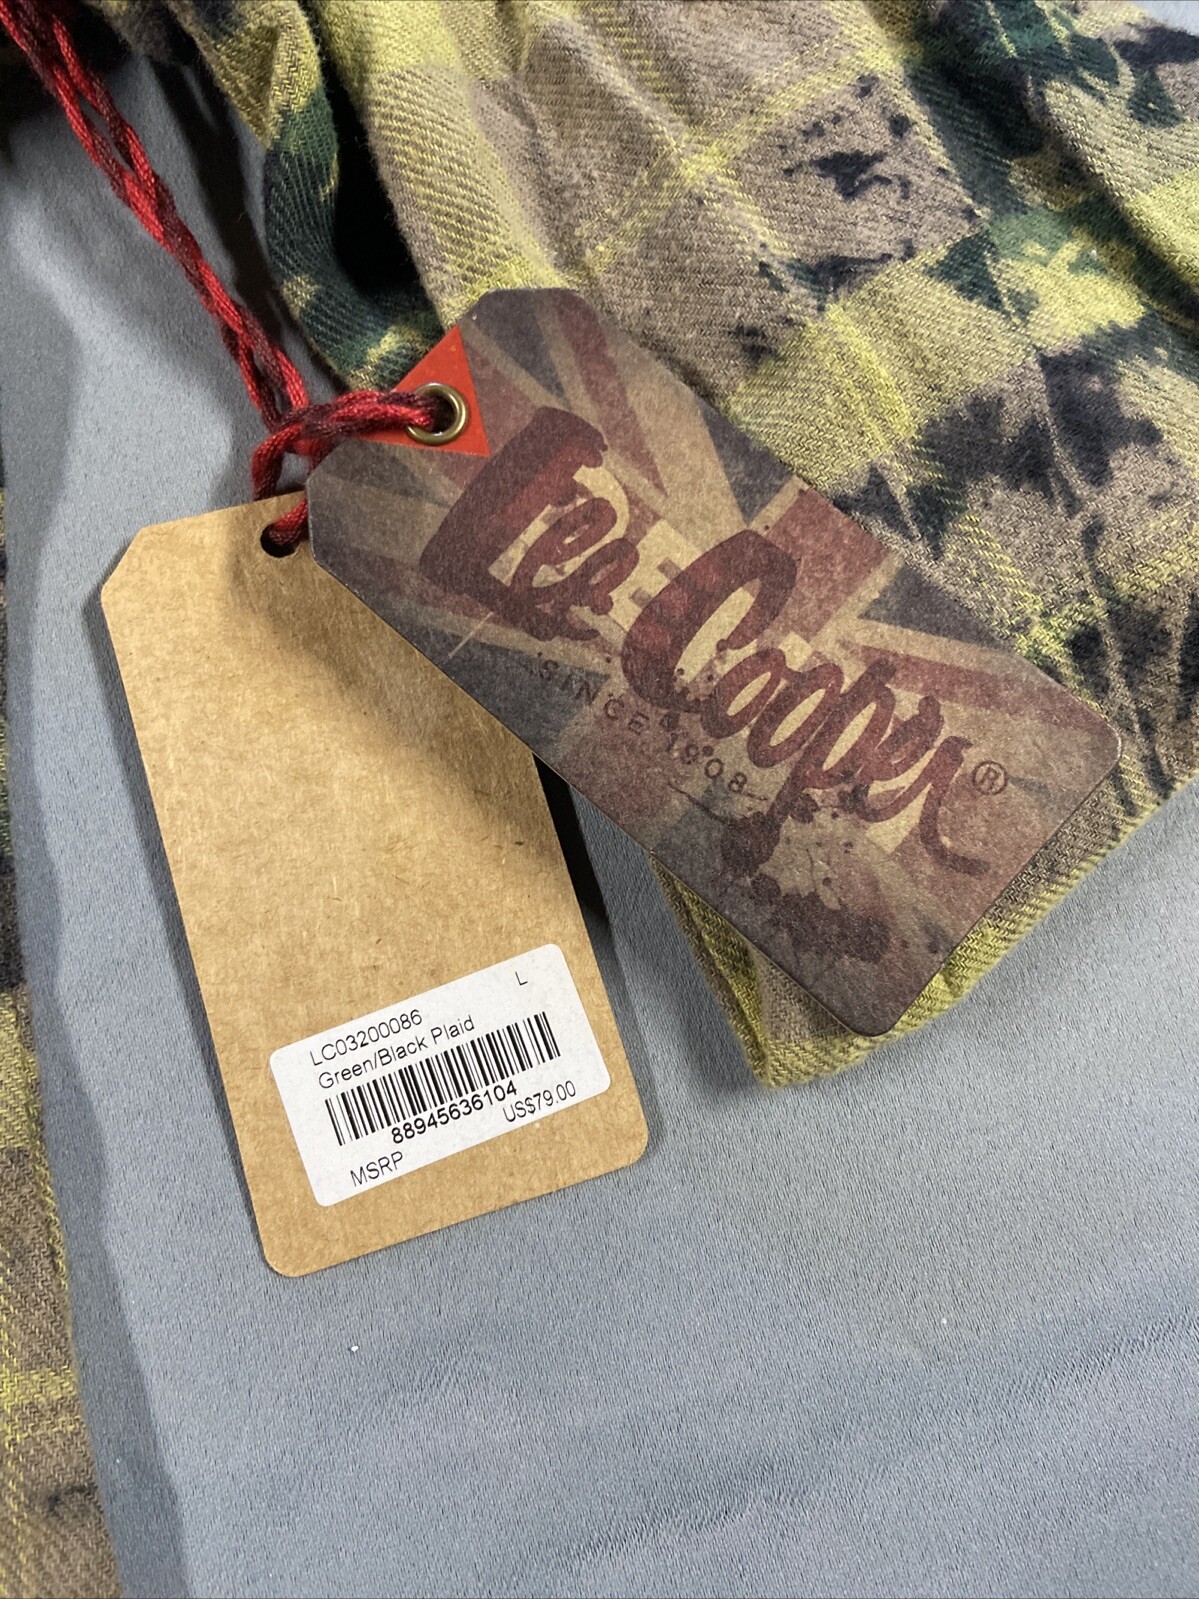 Lee Cooper®
SINCE 1908
L
LC03200086
Green/Black Plaid
88945636104
US$79.00
MSRP